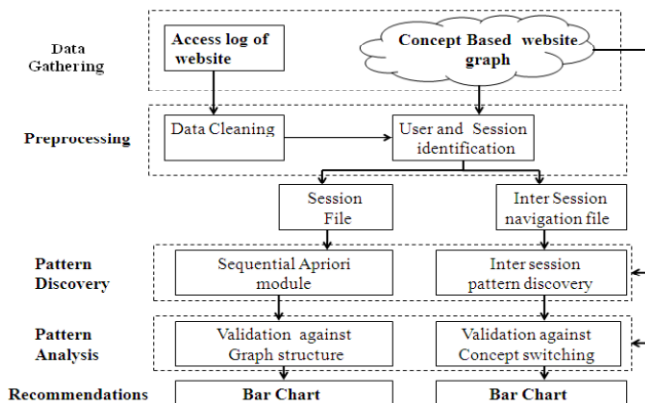 Data
Gathering
Access log of
website
Concept Based website
graph
Preprocessing
Data Cleaning
User and Session
identification
Session
File
Inter Session
navigation file
Pattern
Discovery
Sequential Apriori
module
Inter session
pattern discovery
Pattern
Analysis
Validation against
Graph structure
Validation against
Concept switching
Recommendations
Bar Chart
Bar Chart